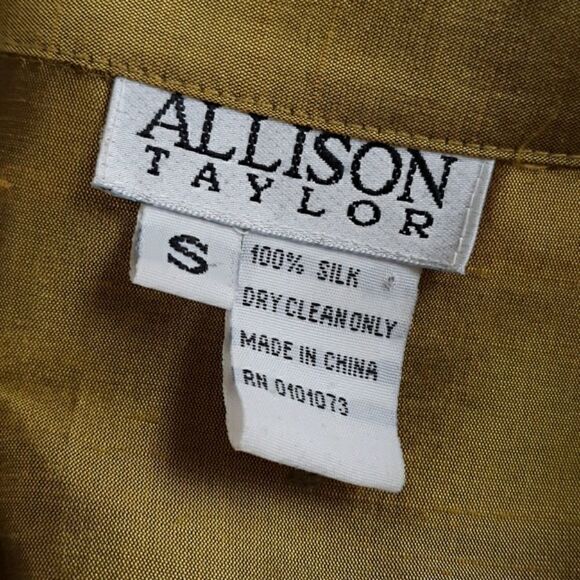 ALLISON
TAYLOR
S
100% SILK
DRY CLEAN ONLY
MADE IN CHINA
RN 0101073